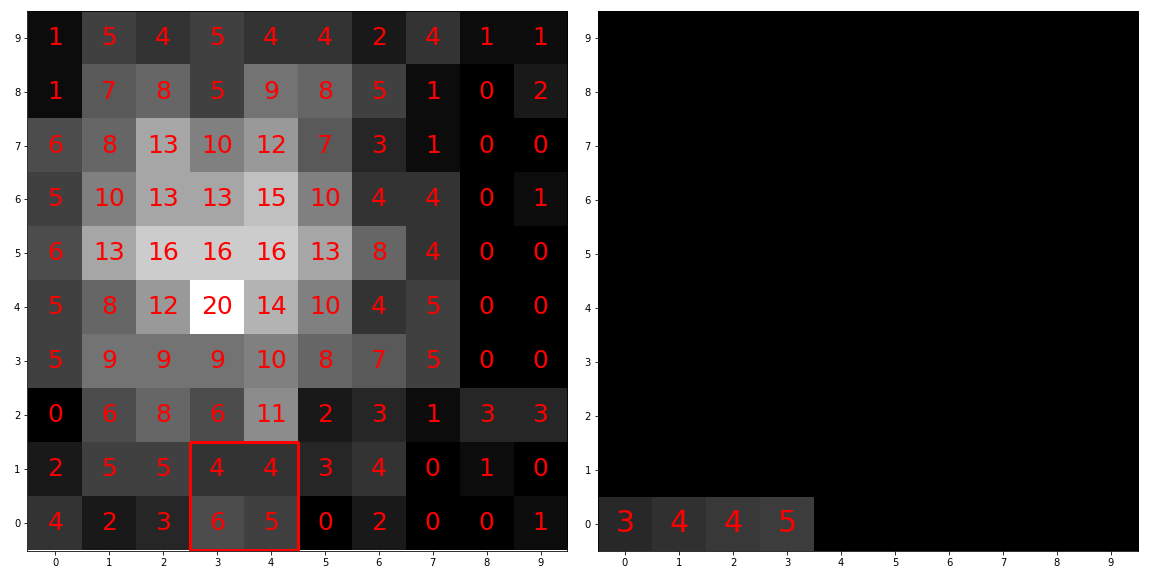 9 1 5 4 5 4 4 2 4 1 1
8 1 7 8 5 9 8 5 1 0 2
7 6 8 13 10 12 7 3 1 0 0
6 5 10 13 13 15 10 4 4 0 1
5 6 13 16 16 16 13 8 4 0 0
4 5 8 12 20 14 10 4 5 0 0
3 5 9 9 9 10 8 7 5 0 0
2 0 6 8 6 11 2 3 1 3 3
1 2 5 5 4 4 3 4 0 1 0
0 4 2 3 6 5 0 2 0 0 1
0 1 2 3 4 5 6 7 8 9
9
8
7
6
5
4
3
2
1
0 3 4 4 5
0 1 2 3 4 5 6 7 8 9